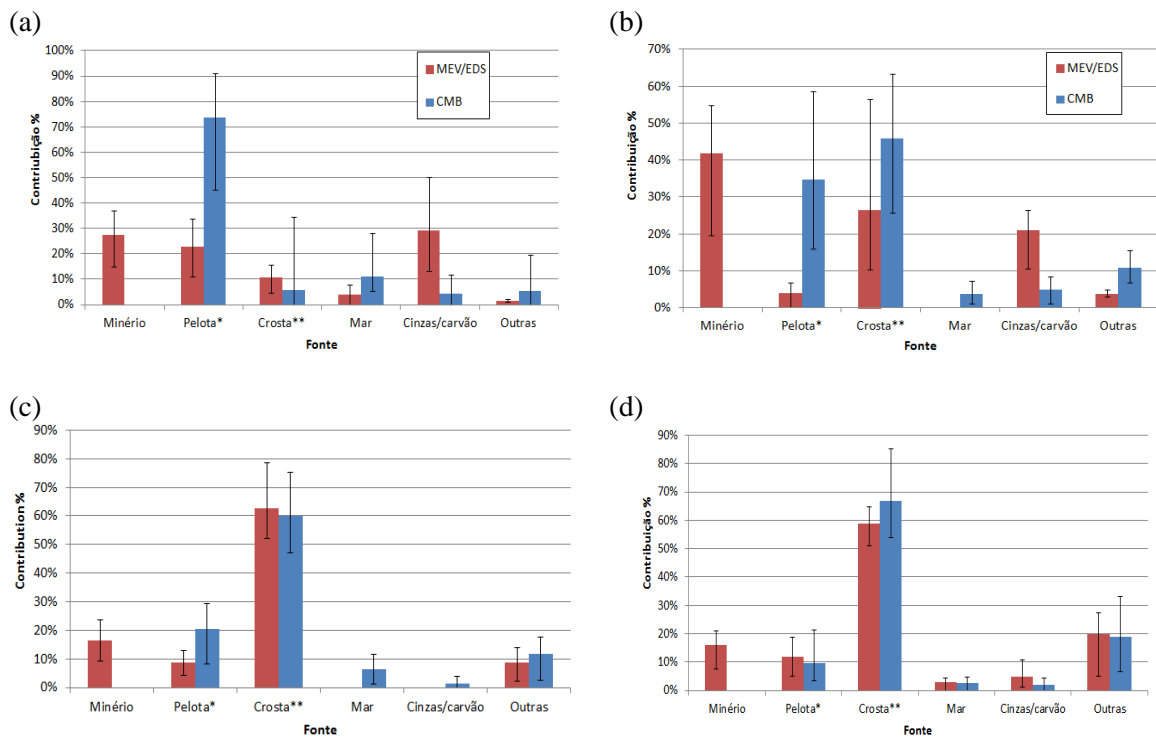 (a)
100%
90%
80%
70%
60%
50%
40%
30%
20%
10%
0%
Contriubição %
MEV/EDS
CMB
Minério Pelota* Crosta** Mar Cinzas/carvão Outras
Fonte
(b)
70%
60%
50%
40%
30%
20%
10%
0%
Contribuição %
MEV/EDS
CMB
Minério Pelota* Crosta** Mar Cinzas/carvão Outras
Fonte
(c)
90%
80%
70%
60%
50%
40%
30%
20%
10%
0%
Contribution %
Minério Pelota* Crosta** Mar Cinzas/carvão Outras
Fonte
(d)
90%
80%
70%
60%
50%
40%
30%
20%
10%
0%
Contribuição %
Minério Pelota* Crosta** Mar Cinzas/carvão Outras
Fonte